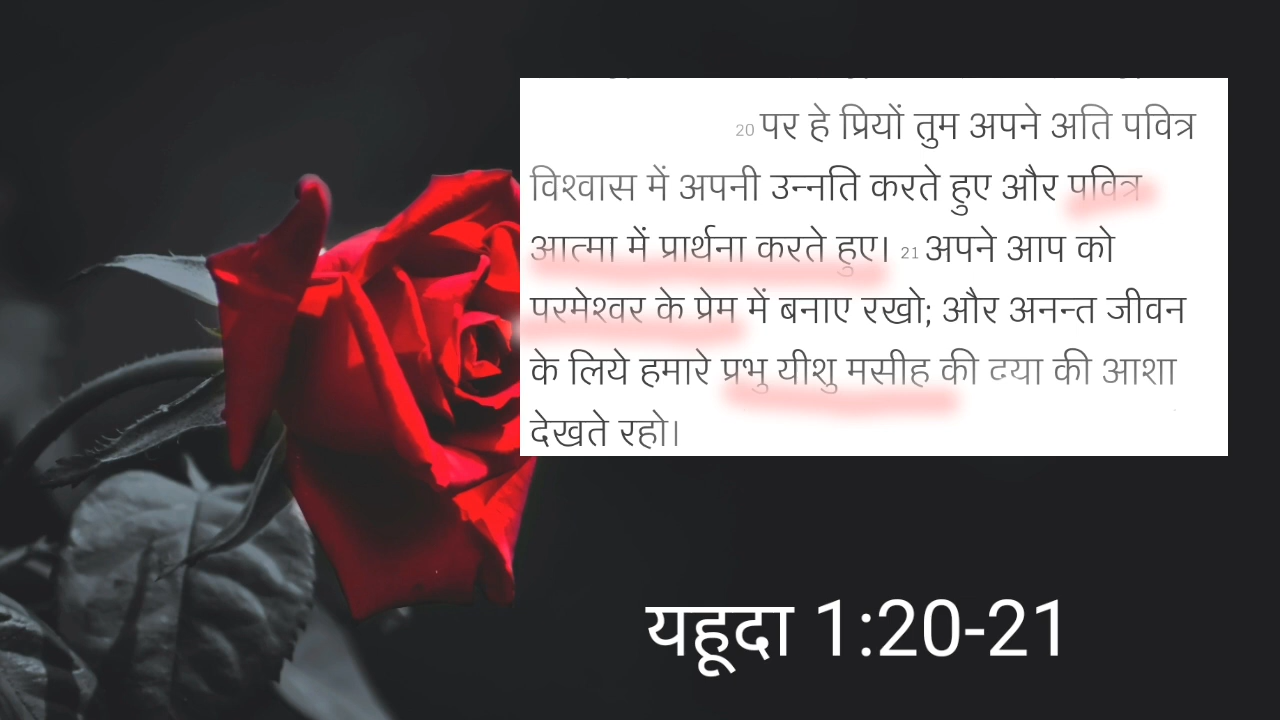 20 पर हे प्रियों तुम अपने अति पवित्र
विश्वास में अपनी उन्नति करते हुए और पवित्र
आत्मा में प्रार्थना करते हुए। 21 अपने आप को
परमेश्वर के प्रेम में बनाए रखो; और अनन्त जीवन
के लिये हमारे प्रभु यीशु मसीह की दया की आशा
देखते रहो।
यहूदा 1:20-21